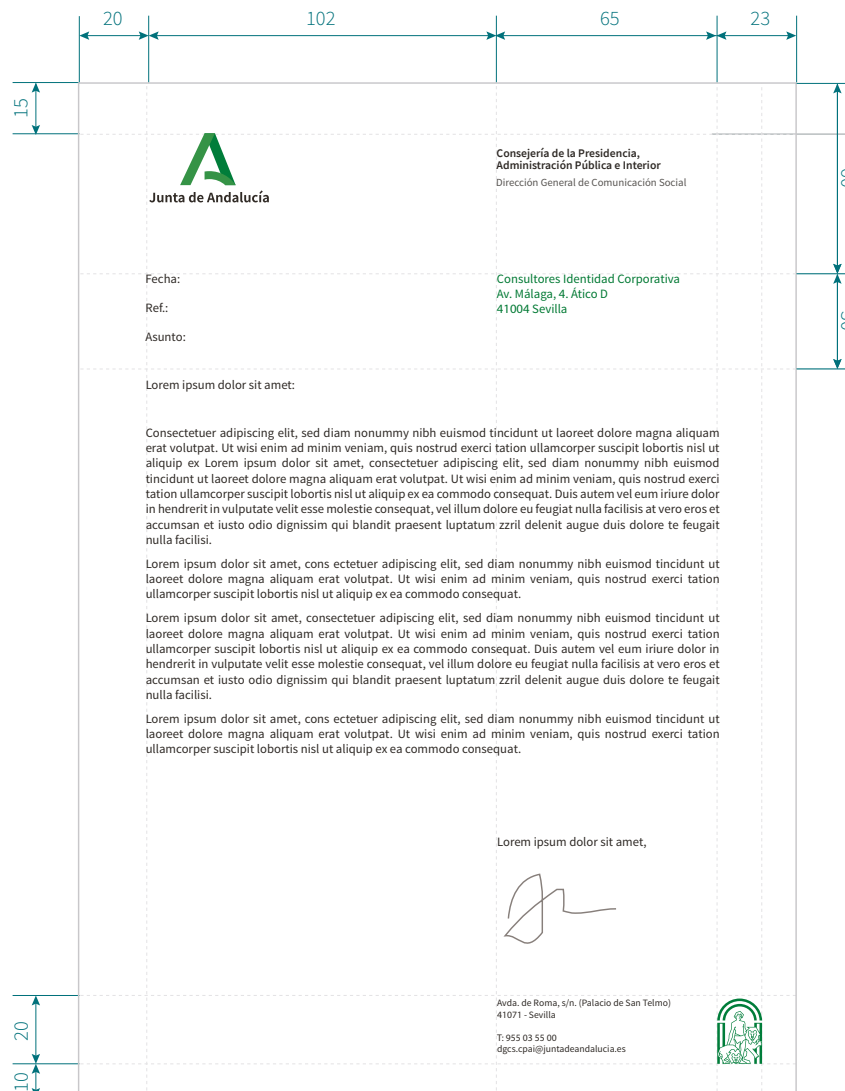 20 102 65 23
15
Junta de Andalucía
Consejería de la Presidencia,
Administración Pública e Interior
Dirección General de Comunicación Social
Fecha:
Ref.:
Asunto:
Consultores Identidad Corporativa
Av. Málaga, 4. Ático D
41004 Sevilla
Lorem ipsum dolor sit amet:
Consectetuer adipiscing elit, sed diam nonummy nibh euismod tincidunt ut laoreet dolore magna aliquam
erat volutpat. Ut wisi enim ad minim veniam, quis nostrud exerci tation ullamcorper suscipit lobortis nisl ut
aliquip ex Lorem ipsum dolor sit amet, consectetuer adipiscing elit, sed diam nonummy nibh euismod
tincidunt ut laoreet dolore magna aliquam erat volutpat. Ut wisi enim ad minim veniam, quis nostrud exerci
tation ullamcorper suscipit lobortis nisl ut aliquip ex ea commodo consequat. Duis autem vel eum iriure dolor
in hendrerit in vulputate velit esse molestie consequat, vel illum dolore eu feugiat nulla facilisis at vero eros et
accumsan et iusto odio dignissim qui blandit praesent luptatum zzril delenit augue duis dolore te feugait
nulla facilisi.
Lorem ipsum dolor sit amet, cons ectetuer adipiscing elit, sed diam nonummy nibh euismod tincidunt ut
laoreet dolore magna aliquam erat volutpat. Ut wisi enim ad minim veniam, quis nostrud exerci tation
ullamcorper suscipit lobortis nisl ut aliquip ex ea commodo consequat.
Lorem ipsum dolor sit amet, consectetuer adipiscing elit, sed diam nonummy nibh euismod tincidunt ut
laoreet dolore magna aliquam erat volutpat. Ut wisi enim ad minim veniam, quis nostrud exerci tation
ullamcorper suscipit lobortis nisl ut aliquip ex ea commodo consequat. Duis autem vel eum iriure dolor in
hendrerit in vulputate velit esse molestie consequat, vel illum dolore eu feugiat nulla facilisis at vero eros et
accumsan et iusto odio dignissim qui blandit praesent luptatum zzril delenit augue duis dolore te feugait
nulla facilisi.
Lorem ipsum dolor sit amet, cons ectetuer adipiscing elit, sed diam nonummy nibh euismod tincidunt ut
laoreet dolore magna aliquam erat volutpat. Ut wisi enim ad minim veniam, quis nostrud exerci tation
ullamcorper suscipit lobortis nisl ut aliquip ex ea commodo consequat.
Lorem ipsum dolor sit amet,
Avda. de Roma, s/n. (Palacio de San Telmo)
41071 - Sevilla
T: 955 03 55 00
dgcs.cpai@juntadeandalucia.es
20
10